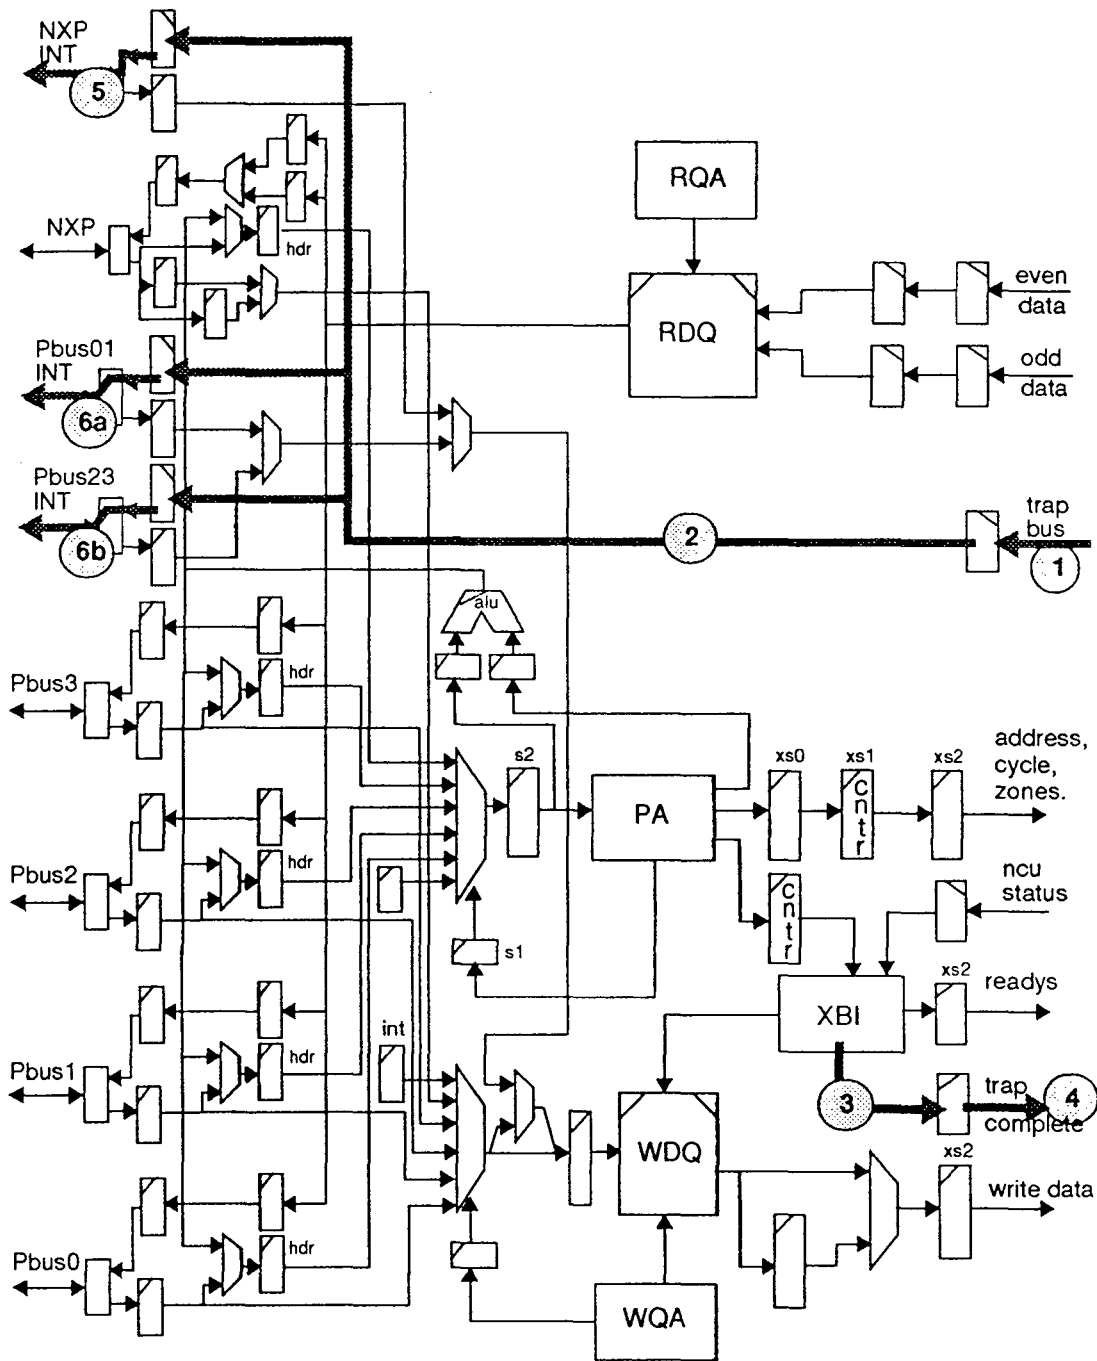 NXP
INT
5
RQA
NXP
hdr
even
data
RDQ
Pbus01
INT
odd
data
6a
Pbus23
INT
trap
bus
2
6b
1
alu
Pbus3
hdr
s2
xs0
xs1
xs2
address,
cycle,
zones.
PA
cntr
Pbus2
hdr
ncu
status
cntr
s1
xs2
readys
XBI
int
Pbus1
hdr
3
trap
complete
4
WDQ
xs2
write data
Pbus0
hdr
WQA